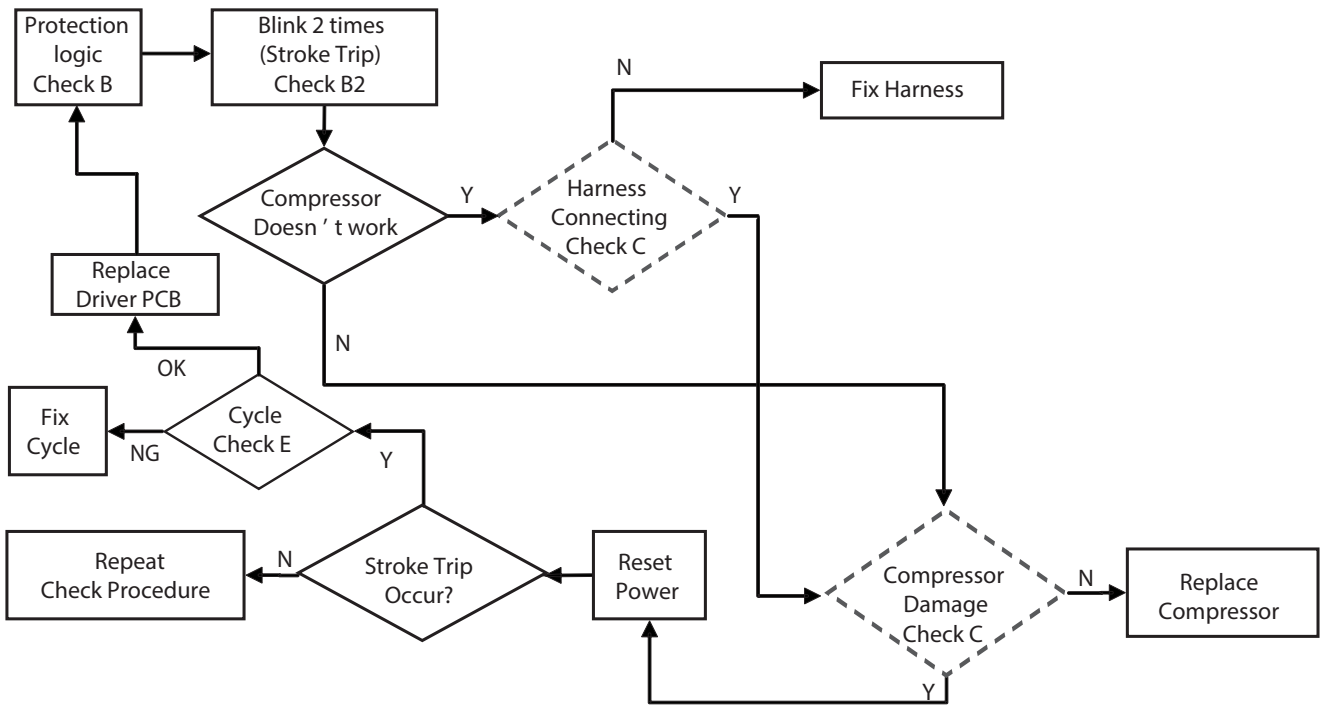 Protection
logic
Check B
Blink 2 times
(Stroke Trip)
Check B2
N
Fix Harness
Compressor
Doesn ’ t work
Y
Harness
Connecting
Check C
Y
Replace
Driver PCB
N
OK
Fix
Cycle
NG
Cycle
Check E
Y
Repeat
Check Procedure
N
Stroke Trip
Occur?
Reset
Power
Compressor
Damage
Check C
N
Replace
Compressor
Y